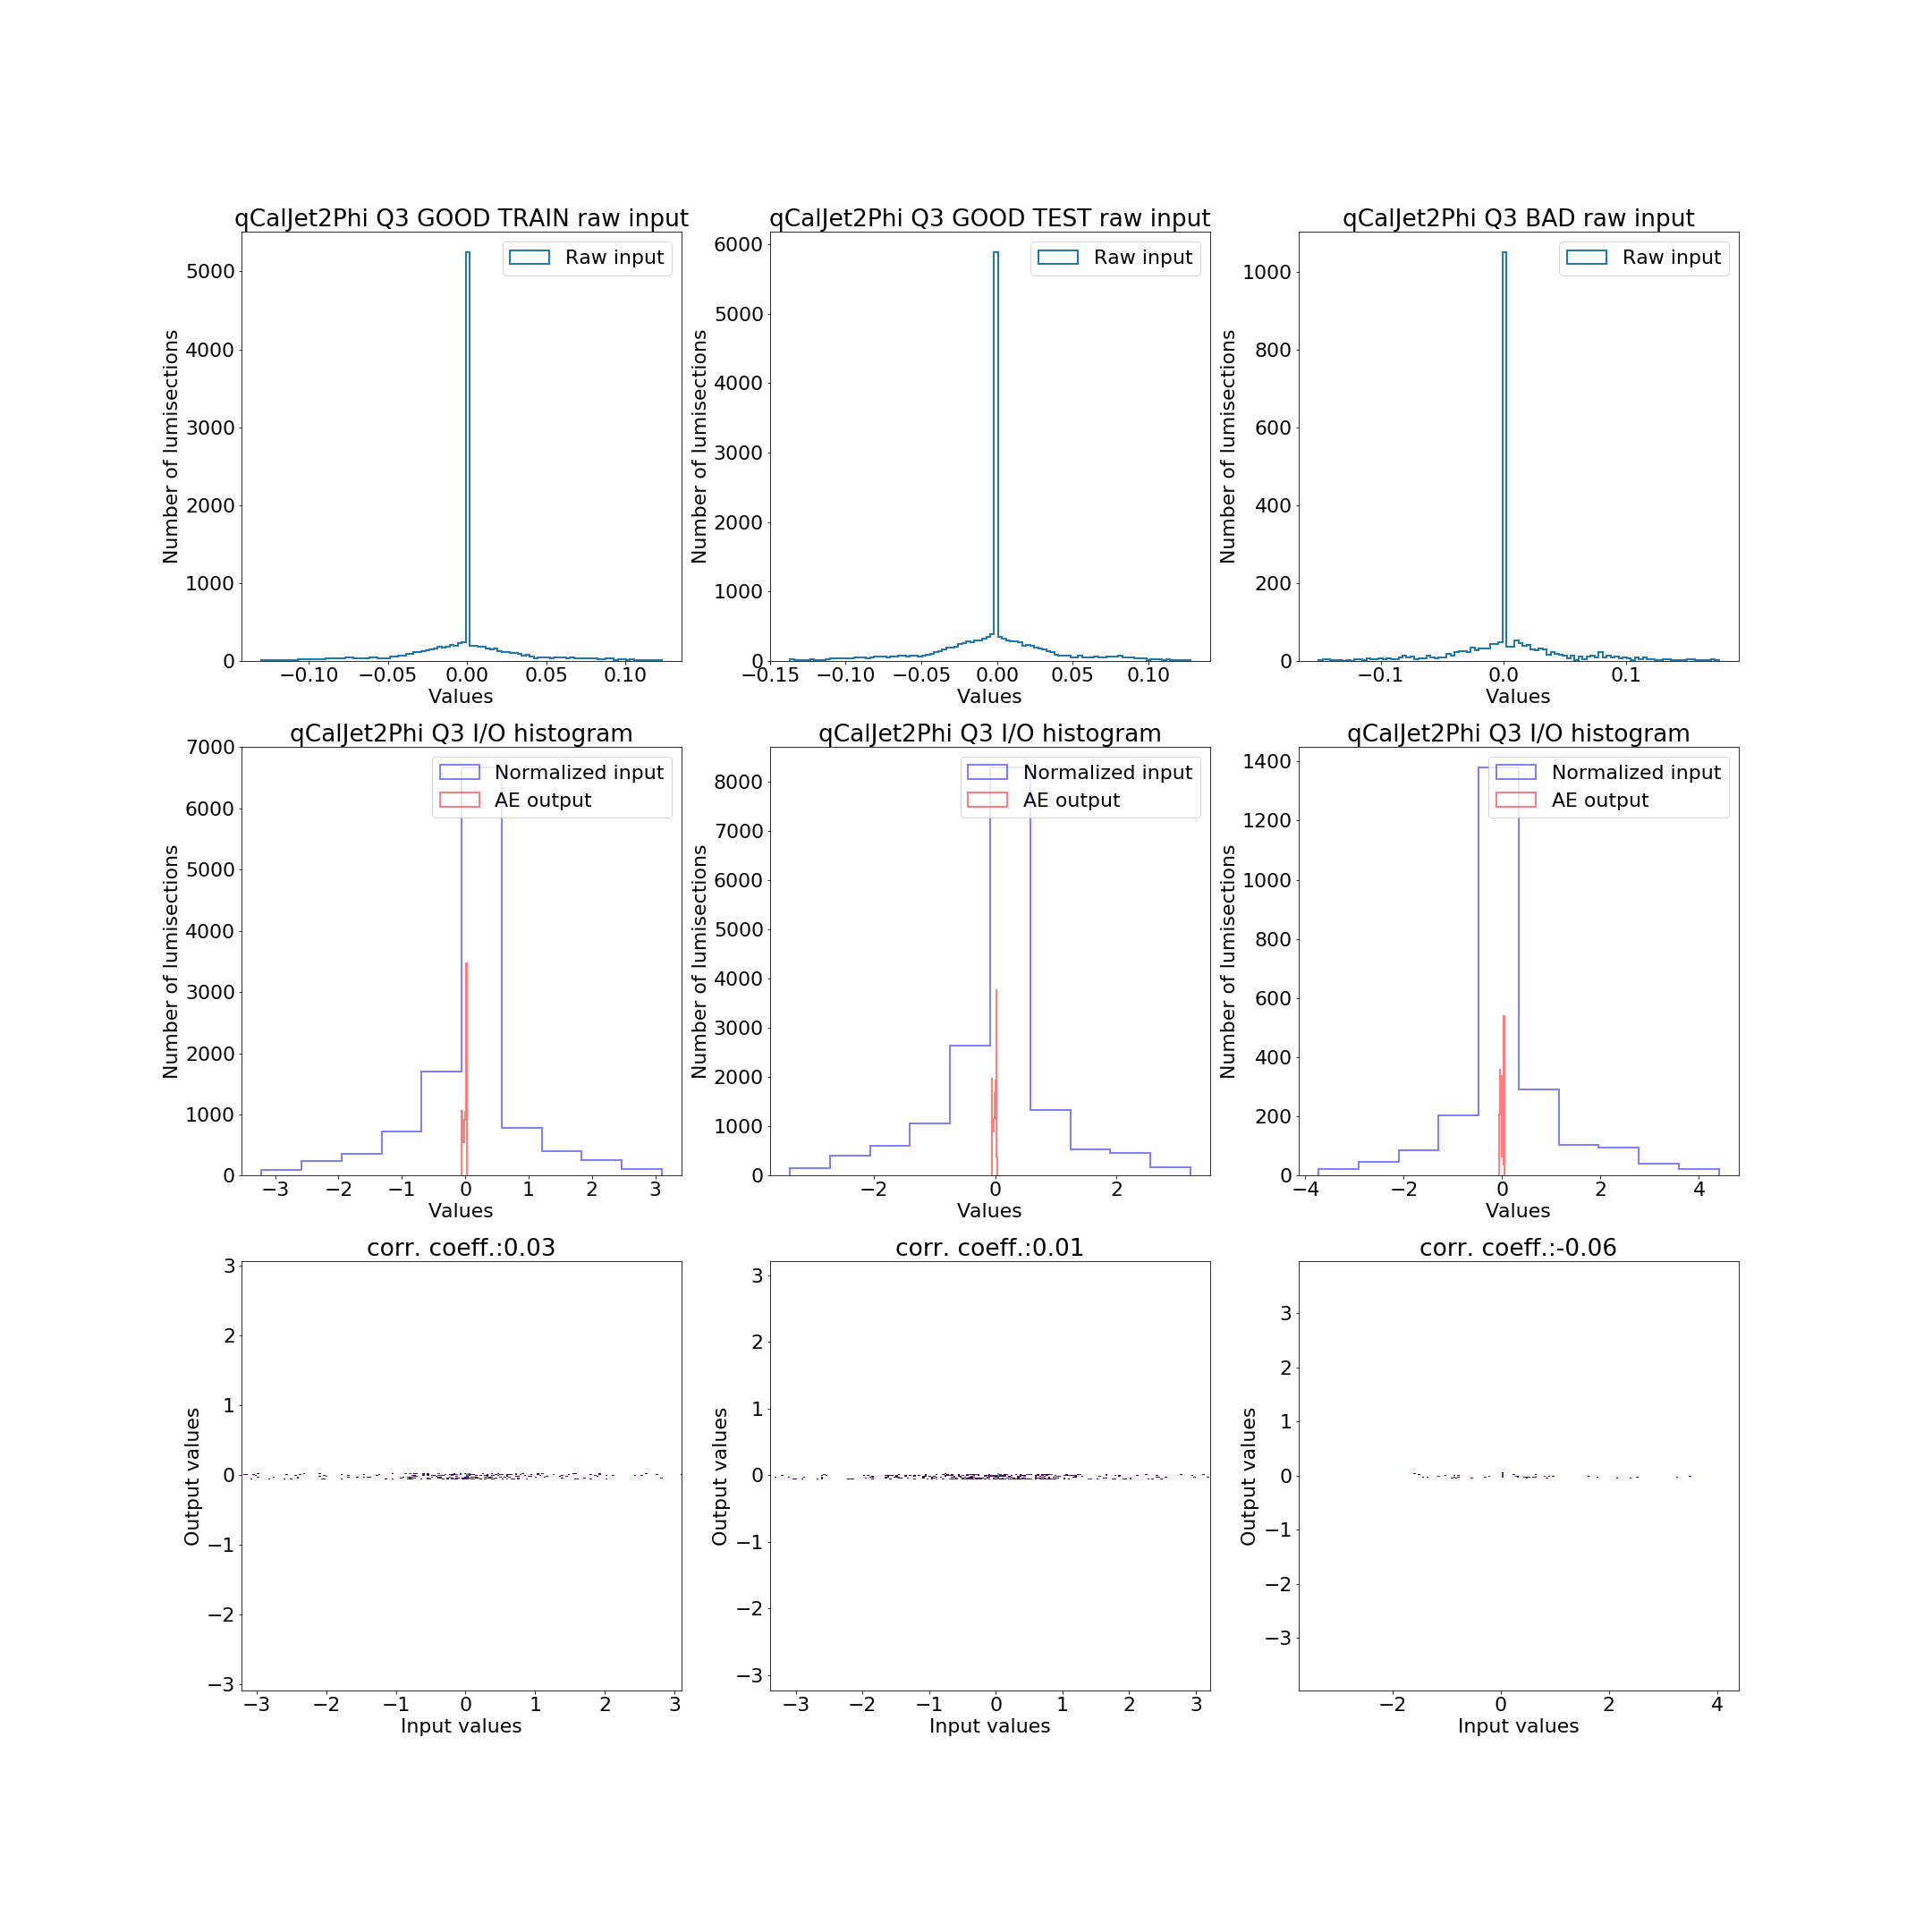 qCalJet2Phi Q3 GOOD TRAIN raw input
Raw input
Number of lumisections
5000
4000
3000
2000
1000
0
−0.10 −0.05 0.00 0.05 0.10
Values
qCalJet2Phi Q3 GOOD TEST raw input
Raw input
Number of lumisections
6000
5000
4000
3000
2000
1000
0
−0.15 −0.10 −0.05 0.00 0.05 0.10
Values
qCalJet2Phi Q3 BAD raw input
Raw input
Number of lumisections
1000
800
600
400
200
0
−0.1 0.0 0.1
Values
qCalJet2Phi Q3 I/O histogram
Normalized input
AE output
Number of lumisections
7000
6000
5000
4000
3000
2000
1000
0
−3 −2 −1 0 1 2 3
Values
qCalJet2Phi Q3 I/O histogram
Normalized input
AE output
Number of lumisections
8000
7000
6000
5000
4000
3000
2000
1000
0
−2 0 2
Values
qCalJet2Phi Q3 I/O histogram
Normalized input
AE output
Number of lumisections
1400
1200
1000
800
600
400
200
0
−4 −2 0 2 4
Values
corr. coeff.:0.03
Output values
3
2
1
0
−1
−2
−3
−3 −2 −1 0 1 2 3
Input values
corr. coeff.:0.01
Output values
3
2
1
0
−1
−2
−3
−3 −2 −1 0 1 2 3
Input values
corr. coeff.:-0.06
Output values
3
2
1
0
−1
−2
−3
−2 0 2 4
Input values